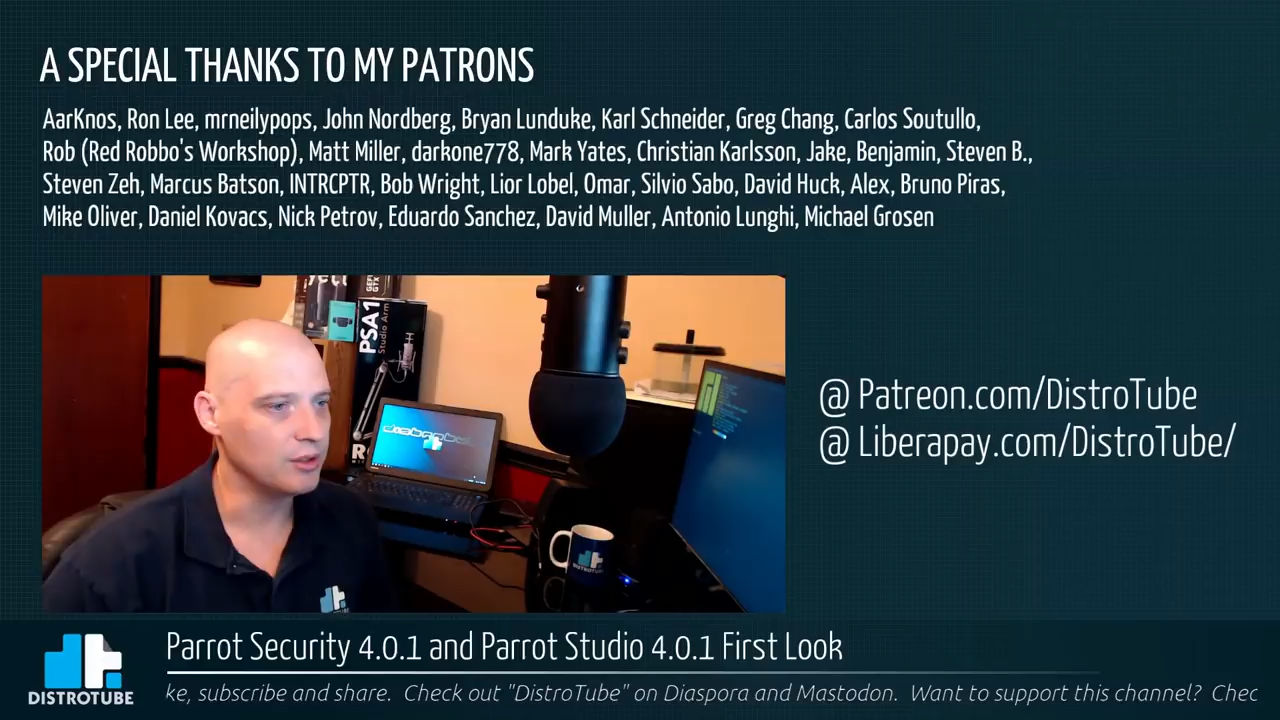 A SPECIAL THANKS TO MY PATRONS
AarKnos, Ron Lee, mrneilypops, John Nordberg, Bryan Lunduke, Karl Schneider, Greg Chang, Carlos Soutullo,
Rob (Red Robbo's Workshop), Matt Miller, darkone778, Mark Yates, Christian Karlsson, Jake, Benjamin, Steven B.,
Steven Zeh, Marcus Batson, INTRCPTR, Bob Wright, Lior Lobel, Omar, Silvio Sabo, David Huck, Alex, Bruno Piras,
Mike Oliver, Daniel Kovacs, Nick Petrov, Eduardo Sanchez, David Muller, Antonio Lunghi, Michael Grosen
PSA1
Studio Arm
DISTROTUBE
@ Patreon.com/DistroTube
@ Liberapay.com/DistroTube/
Parrot Security 4.0.1 and Parrot Studio 4.0.1 First Look
ke, subscribe and share. Check out "DistroTube" on Diaspora and Mastodon. Want to support this channel? Chec
DISTROTUBE